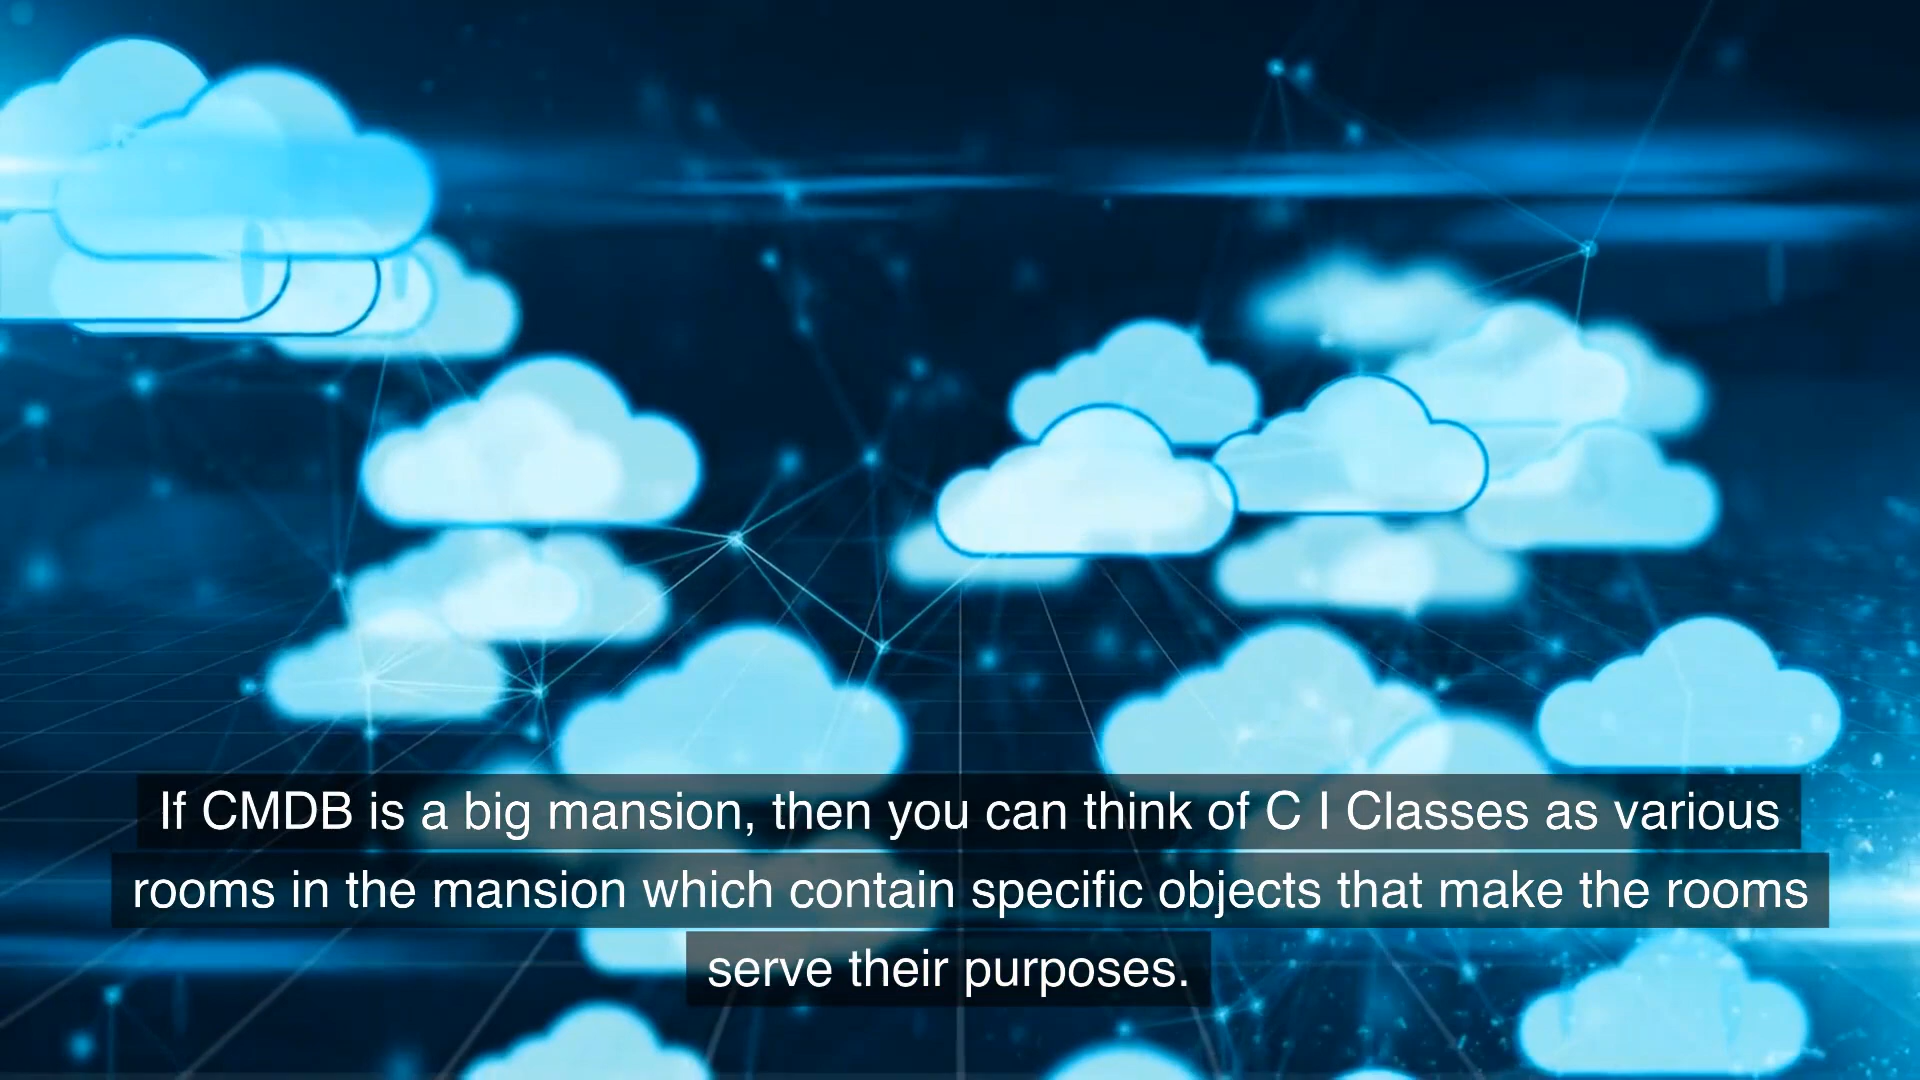 If CMDB is a big mansion, then you can think of C I Classes as various
rooms in the mansion which contain specific objects that make the rooms
serve their purposes.